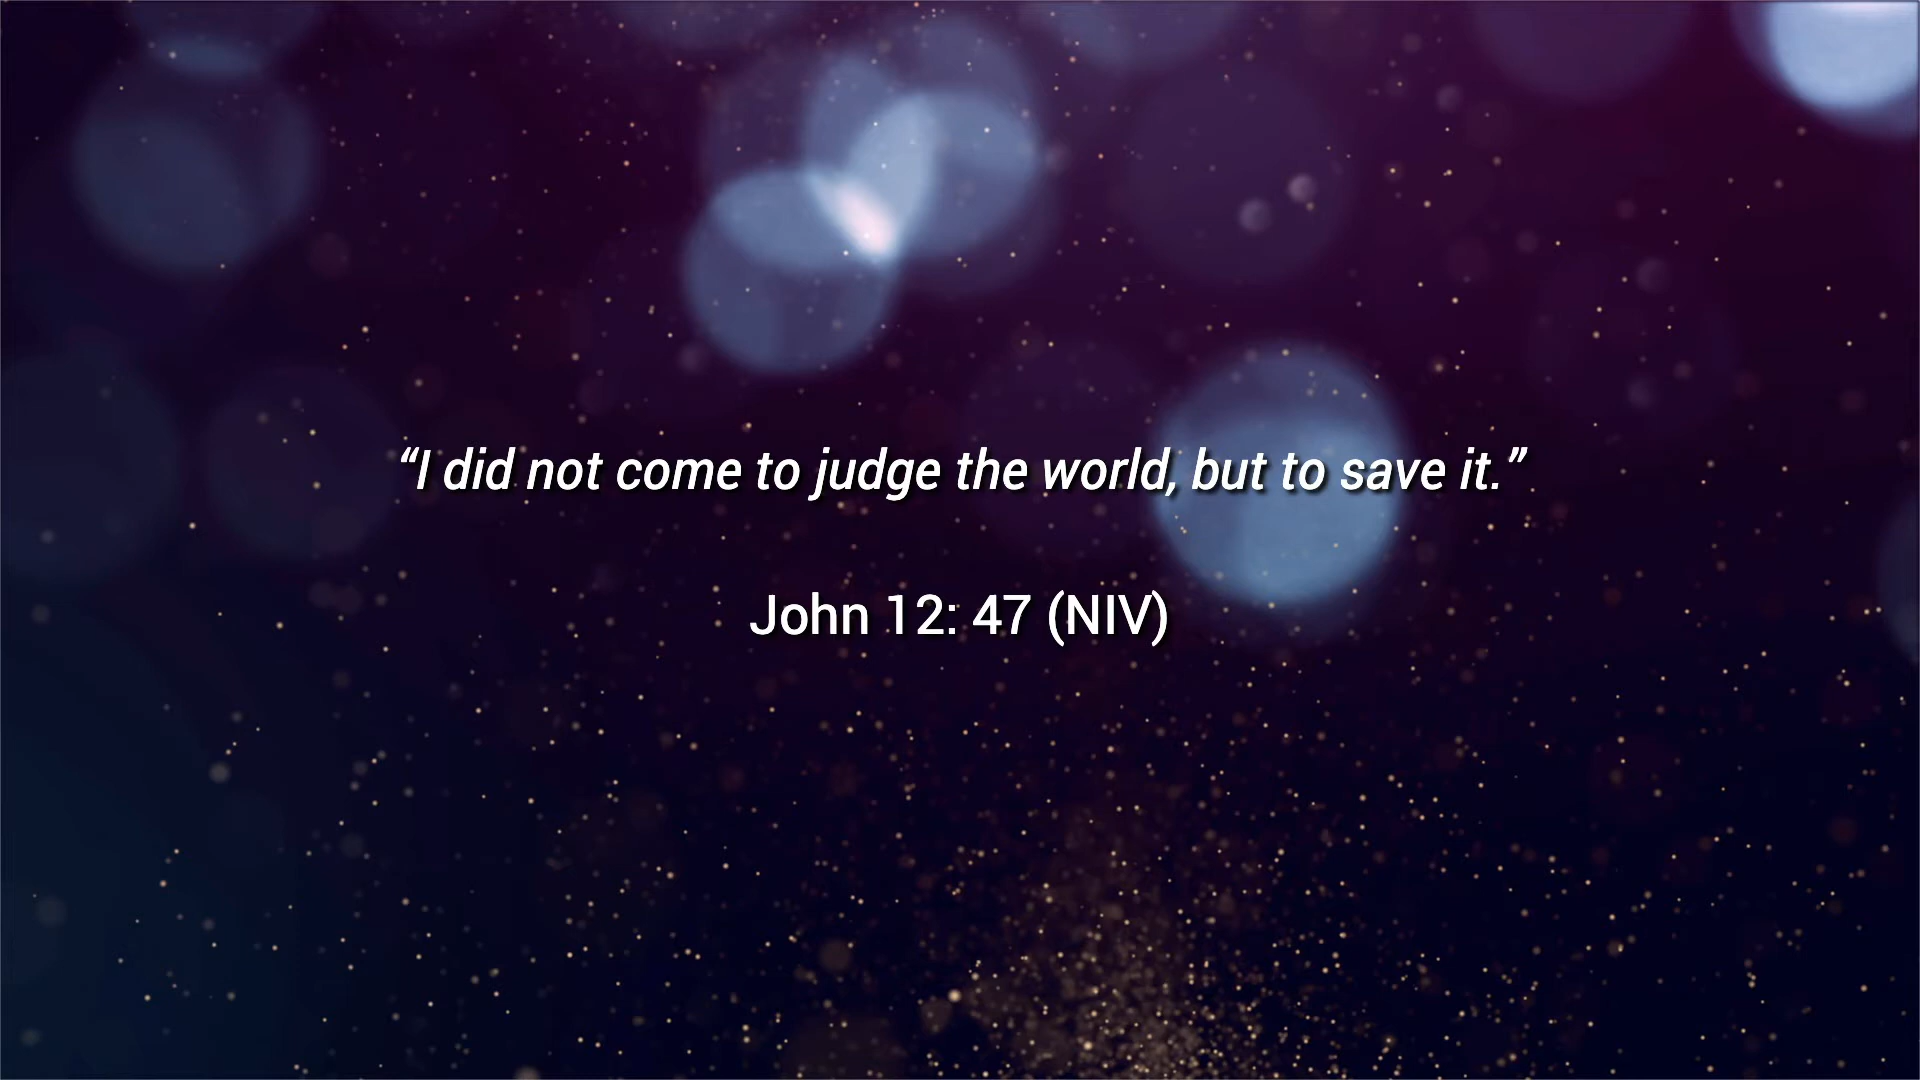 “I did not come to judge the world, but to save it.”
John 12: 47 (NIV)